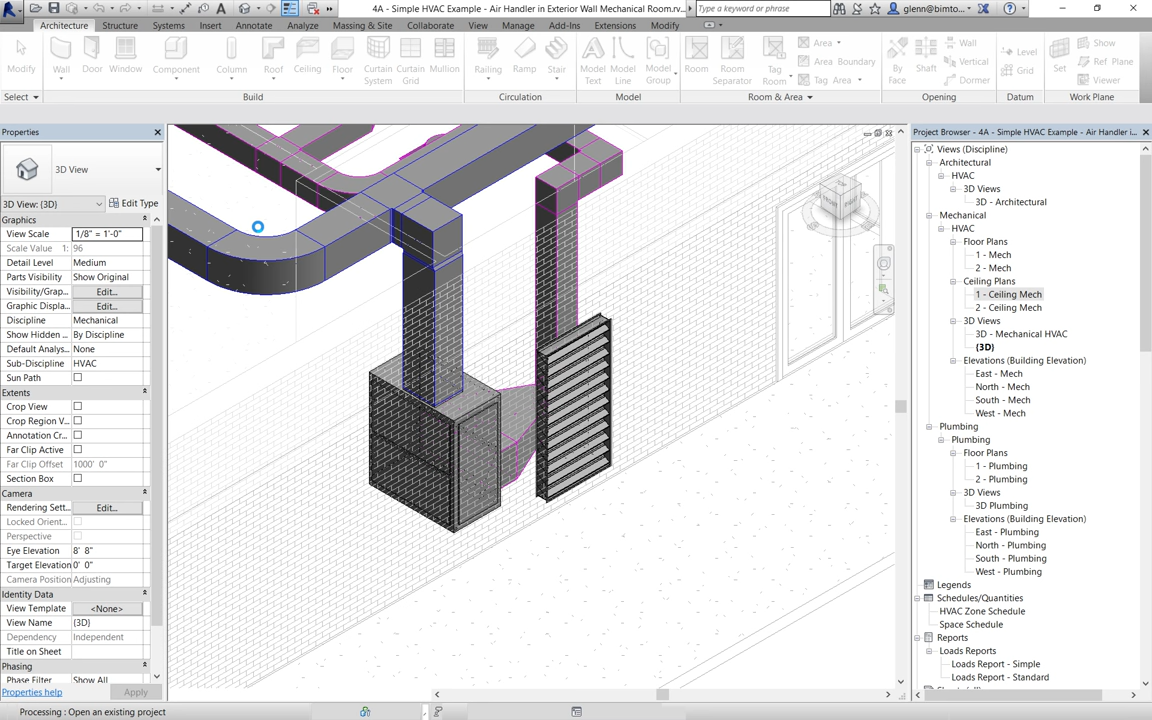 4A - Simple HVAC Example - Air Handler in Exterior Wall Mechanical Room.rv...
Type a keyword or phrase
glenn@bimto...
Architecture Structure Systems Insert Annotate Analyze Massing & Site Collaborate View Manage Add-Ins Extensions Modify
Modify Wall Door Window Component Column Roof Ceiling Floor Curtain System Curtain Grid Mullion Railing Ramp Stair Model Text Model Line Model Group Room Room Separator Tag Room Area Area Boundary Tag Area By Face Shaft Wall Vertical Dormer Level Grid Set Show Ref Plane Viewer
Select Build Circulation Model Room & Area Opening Datum Work Plane
Properties
3D View
3D View: {3D} Edit Type
Graphics
View Scale 1/8" = 1'-0"
Scale Value 1: 96
Detail Level Medium
Parts Visibility Show Original
Visibility/Grap... Edit...
Graphic Displa... Edit...
Discipline Mechanical
Show Hidden ... By Discipline
Default Analys... None
Sub-Discipline HVAC
Sun Path
Extents
Crop View
Crop Region V...
Annotation Cr...
Far Clip Active
Far Clip Offset 1000' 0"
Section Box
Camera
Rendering Sett... Edit...
Locked Orient...
Perspective
Eye Elevation 8' 8"
Target Elevation 0' 0"
Camera Position Adjusting
Identity Data
View Template <None>
View Name {3D}
Dependency Independent
Title on Sheet
Phasing
Phase Filter Show All
Properties help Apply
Processing : Open an existing project
Project Browser - 4A - Simple HVAC Example - Air Handler i...
Views (Discipline)
Architectural
HVAC
3D Views
3D - Architectural
Mechanical
HVAC
Floor Plans
1 - Mech
2 - Mech
Ceiling Plans
1 - Ceiling Mech
2 - Ceiling Mech
3D Views
3D - Mechanical HVAC
{3D}
Elevations (Building Elevation)
East - Mech
North - Mech
South - Mech
West - Mech
Plumbing
Plumbing
Floor Plans
1 - Plumbing
2 - Plumbing
3D Views
3D Plumbing
Elevations (Building Elevation)
East - Plumbing
North - Plumbing
South - Plumbing
West - Plumbing
Legends
Schedules/Quantities
HVAC Zone Schedule
Space Schedule
Reports
Loads Reports
Loads Report - Simple
Loads Report - Standard